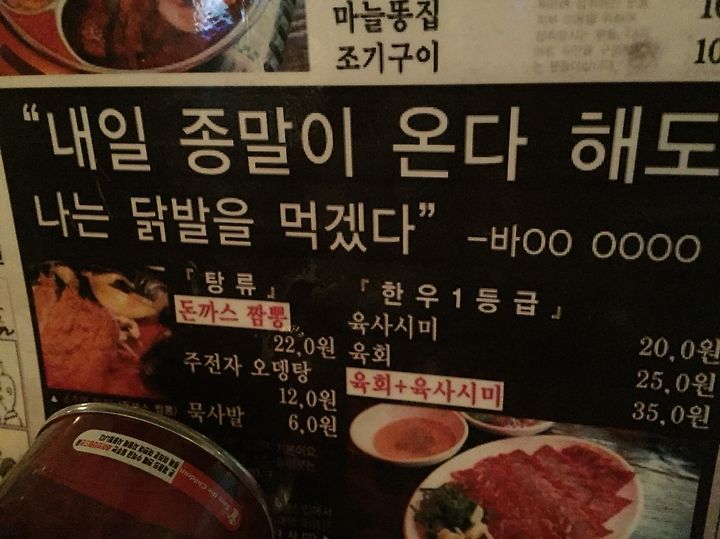 마늘똥집
조기구이
10
"내일 종말이 온다 해도
나는 닭발을 먹겠다" -바OO OOOO
『탕류』
돈까스 짬뽕
22,0원
주전자 오뎅탕
12,0원
묵사발 6,0원
『한우1등급』
육사시미 20,0원
육회 25,0원
육회+육사시미 35,0원